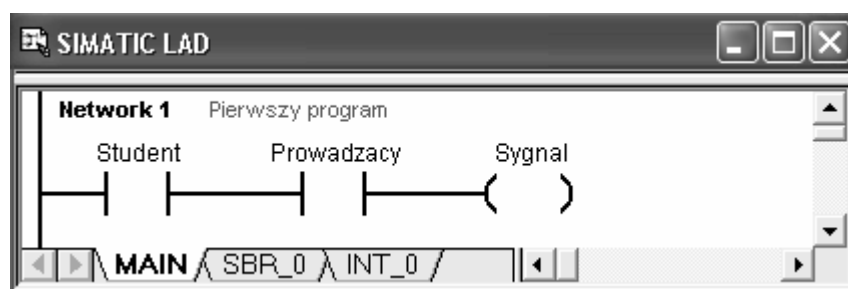 SIMATIC LAD
Network 1 Pierwszy program
Student Prowadzacy Sygnal
MAIN SBR_0 INT_0